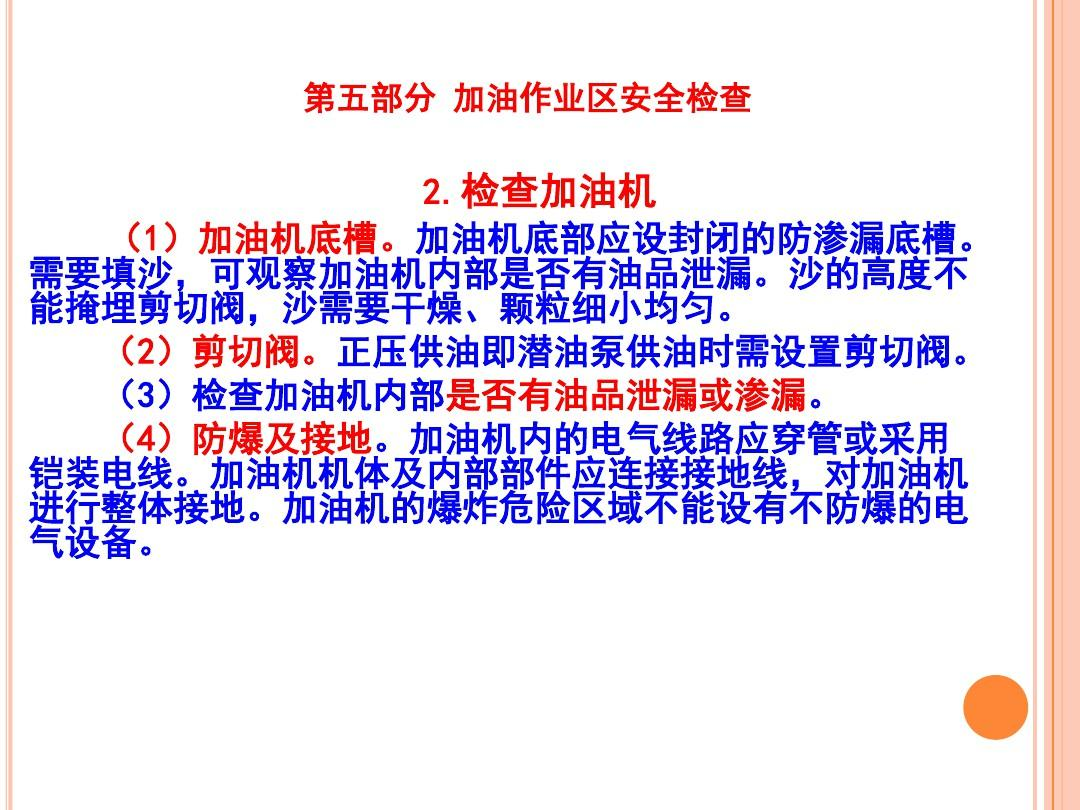 第五部分 加油作业区安全检查
2.检查加油机
（1）加油机底槽。加油机底部应设封闭的防渗漏底槽。
需要填沙，可观察加油机内部是否有油品泄漏。沙的高度不
能掩埋剪切阀，沙需要干燥、颗粒细小均匀。
（2）剪切阀。正压供油即潜油泵供油时需设置剪切阀。
（3）检查加油机内部是否有油品泄漏或渗漏。
（4）防爆及接地。加油机内的电气线路应穿管或采用
铠装电线。加油机机体及内部部件应连接接地线，对加油机
进行整体接地。加油机的爆炸危险区域不能设有不防爆的电
气设备。